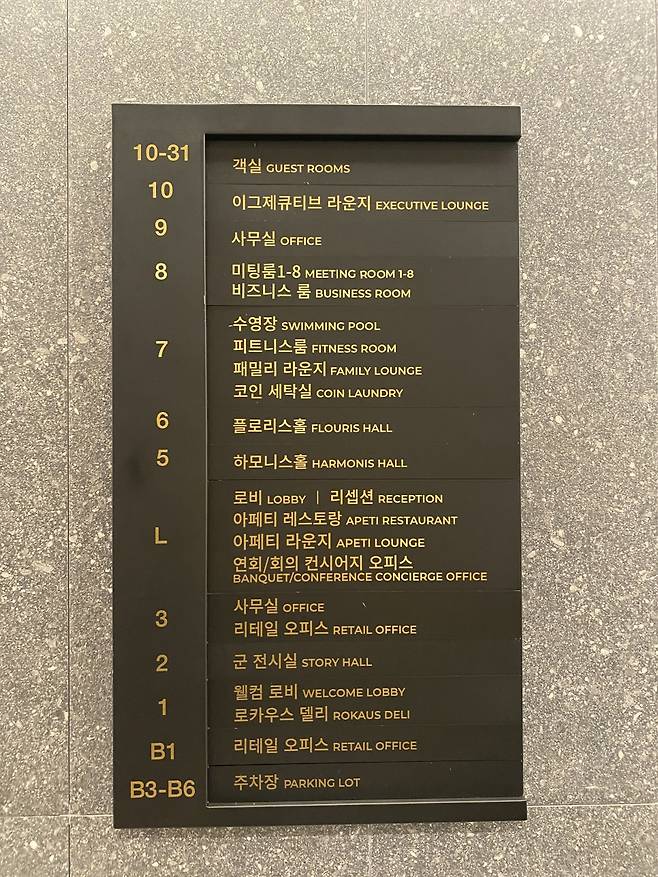 10-31 객실 GUEST ROOMS
10 이그제큐티브 라운지 EXECUTIVE LOUNGE
9 사무실 OFFICE
8 미팅룸1-8 MEETING ROOM 1-8
비즈니스 룸 BUSINESS ROOM
7 수영장 SWIMMING POOL
피트니스룸 FITNESS ROOM
패밀리 라운지 FAMILY LOUNGE
코인 세탁실 COIN LAUNDRY
6 플로리스홀 FLOURIS HALL
5 하모니스홀 HARMONIS HALL
L 로비 LOBBY | 리셉션 RECEPTION
아페티 레스토랑 APETI RESTAURANT
아페티 라운지 APETI LOUNGE
연회/회의 컨시어지 오피스
BANQUET/CONFERENCE CONCIERGE OFFICE
3 사무실 OFFICE
리테일 오피스 RETAIL OFFICE
2 군 전시실 STORY HALL
1 웰컴 로비 WELCOME LOBBY
로카우스 델리 ROKAUS DELI
B1 리테일 오피스 RETAIL OFFICE
B3-B6 주차장 PARKING LOT